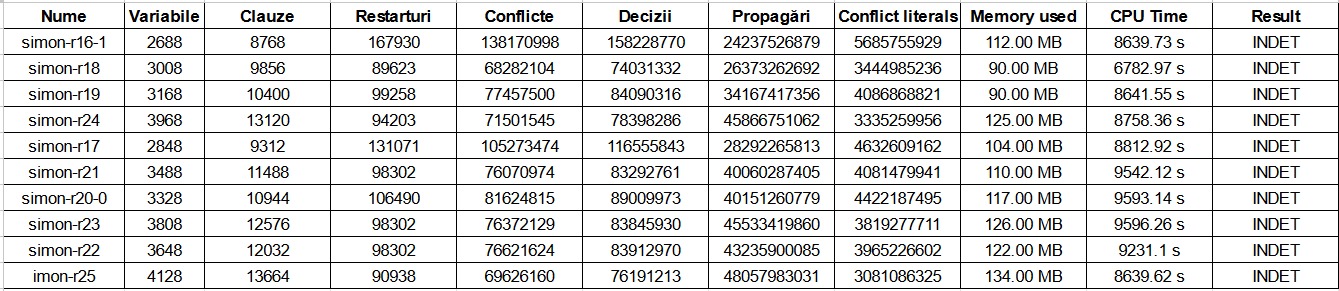 Nume Variabile Clauze Restarturi Conflicte Decizii Propagări Conflict literals Memory used CPU Time Result
simon-r16-1 2688 8768 167930 138170998 158228770 24237526879 5685755929 112.00 MB 8639.73 s INDET
simon-r18 3008 9856 89623 68282104 74031332 26373262692 3444985236 90.00 MB 6782.97 s INDET
simon-r19 3168 10400 99258 77457500 84090316 34167417356 4086868821 90.00 MB 8641.55 s INDET
simon-r24 3968 13120 94203 71501545 78398286 45866751062 3335259956 125.00 MB 8758.36 s INDET
simon-r17 2848 9312 131071 105273474 116555843 28292265813 4632609162 104.00 MB 8812.92 s INDET
simon-r21 3488 11488 98302 76070974 83292761 40060287405 4081479941 110.00 MB 9542.12 s INDET
simon-r20-0 3328 10944 106490 81624815 89009973 40151260779 4422187495 117.00 MB 9593.14 s INDET
simon-r23 3808 12576 98302 76372129 83845930 45533419860 3819277711 126.00 MB 9596.26 s INDET
simon-r22 3648 12032 98302 76621624 83912970 43235900085 3965226602 122.00 MB 9231.1 s INDET
imon-r25 4128 13664 90938 69626160 76191213 48057983031 3081086325 134.00 MB 8639.62 s INDET